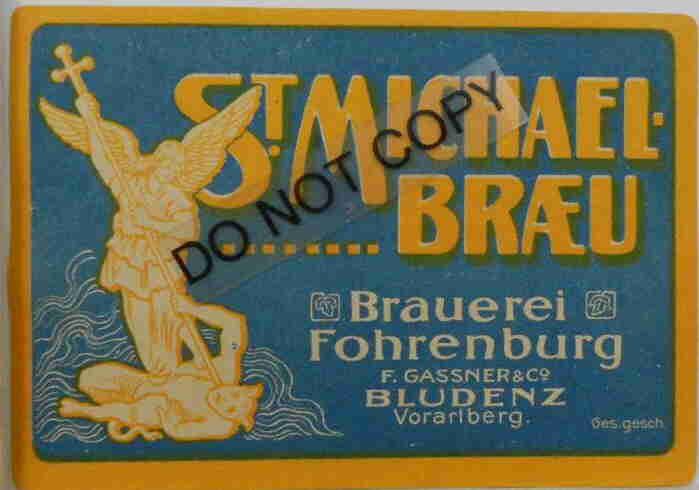 ST. MICHAEL-
BRÆU
DO NOT COPY
Brauerei
Fohrenburg
F. GASSNER & Co
BLUDENZ
Vorarlberg.
Ges. gesch.